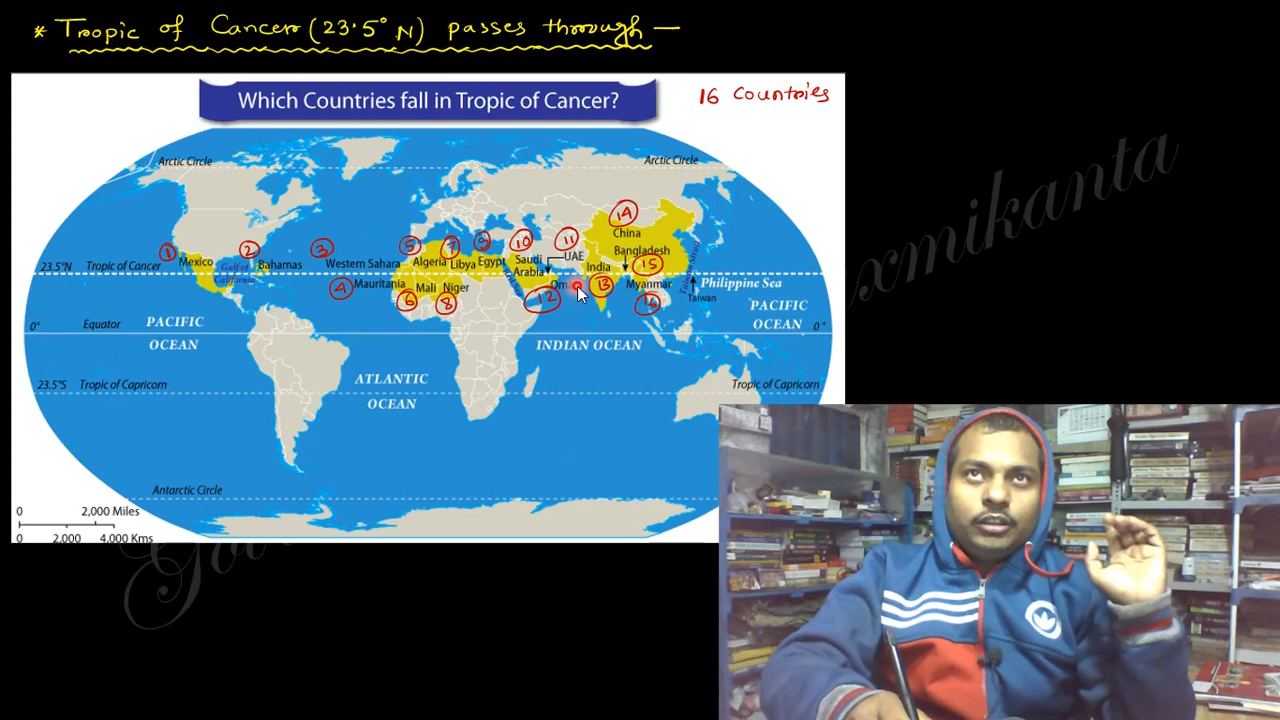 * Tropic of Cancer (23.5° N) passes through —
Which Countries fall in Tropic of Cancer?
16 Countries
Arctic Circle
Arctic Circle
14
China
1
2
3
5
7
9
10
11
Bangladesh
Mexico
Gulf of
California
Bahamas
Western Sahara
Algeria
Libya
Egypt
Saudi
Arabia
UAE
India
15
23.5°N
Tropic of Cancer
4
Mauritania
Mali
Niger
Oma
13
Myanmar
Philippine Sea
Taiwan
6
8
12
16
PACIFIC
OCEAN
0°
Equator
PACIFIC
OCEAN
0°
INDIAN OCEAN
23.5°S
Tropic of Capricorn
ATLANTIC
OCEAN
Tropic of Capricorn
Antarctic Circle
0
2,000 Miles
0
2,000
4,000 Kms
xmikanta